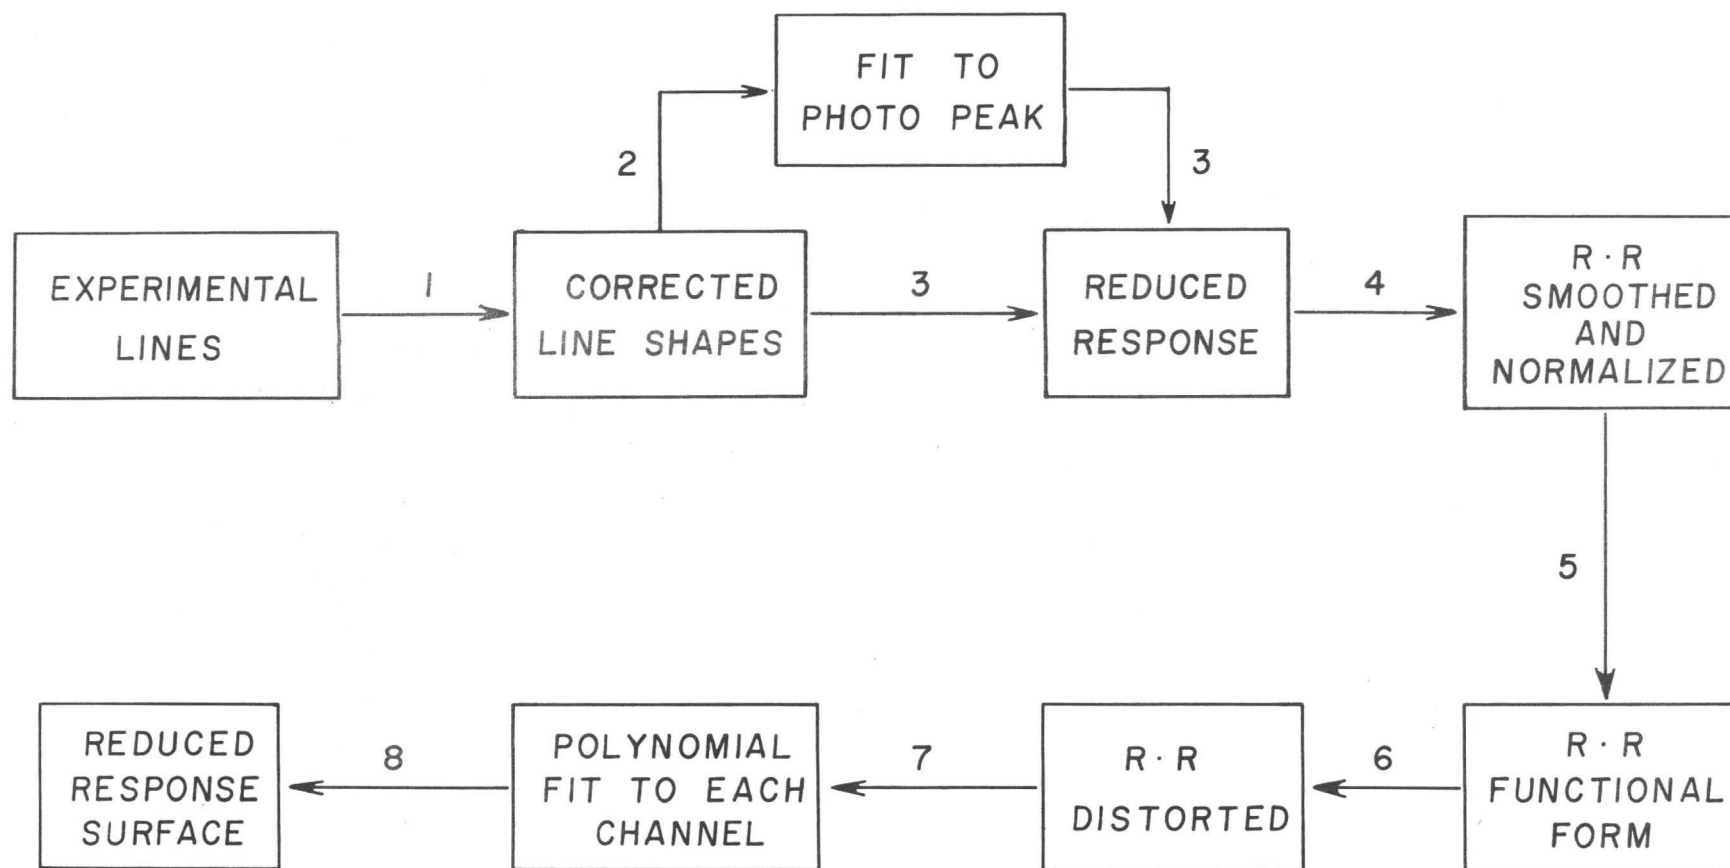 FIT TO
PHOTO PEAK
2
3
EXPERIMENTAL
LINES
1
CORRECTED
LINE SHAPES
3
REDUCED
RESPONSE
4
R·R
SMOOTHED
AND
NORMALIZED
5
R·R
FUNCTIONAL
FORM
6
R·R
DISTORTED
7
POLYNOMIAL
FIT TO EACH
CHANNEL
8
REDUCED
RESPONSE
SURFACE